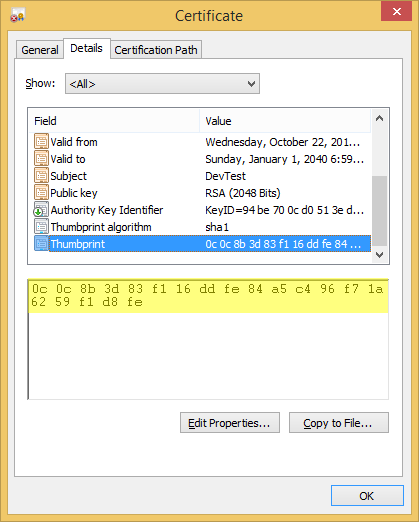 Certificate
General Details Certification Path
Show: <All>
Field Value
Valid from Wednesday, October 22, 201...
Valid to Sunday, January 1, 2040 6:59...
Subject DevTest
Public key RSA (2048 Bits)
Authority Key Identifier KeyID=94 be 70 0c d0 51 3e d...
Thumbprint algorithm sha1
Thumbprint 0c 0c 8b 3d 83 f1 16 dd fe 84 ...
0c 0c 8b 3d 83 f1 16 dd fe 84 a5 c4 96 f7 1a
62 59 f1 d8 fe
Edit Properties... Copy to File...
OK